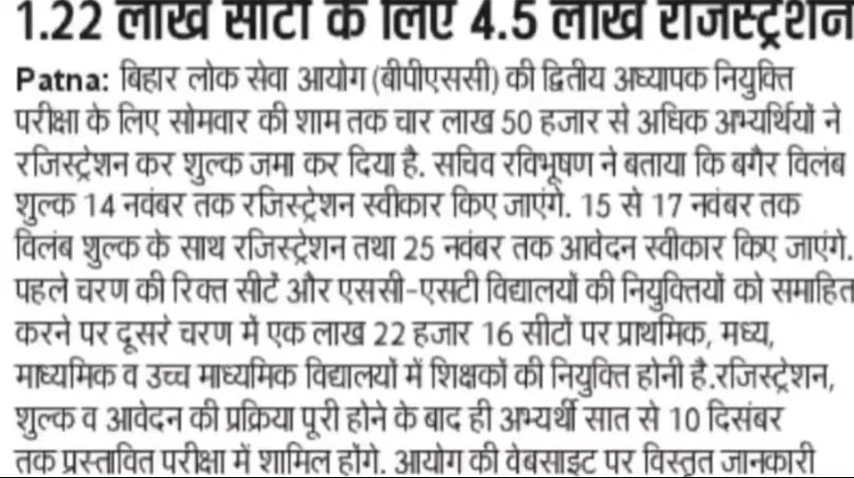 1.22 लाख सीटों के लिए 4.5 लाख रजिस्ट्रेशन
Patna: बिहार लोक सेवा आयोग (बीपीएससी) की द्वितीय अध्यापक नियुक्ति
परीक्षा के लिए सोमवार की शाम तक चार लाख 50 हजार से अधिक अभ्यर्थियों ने
रजिस्ट्रेशन कर शुल्क जमा कर दिया है. सचिव रविभूषण ने बताया कि बगैर विलंब
शुल्क 14 नवंबर तक रजिस्ट्रेशन स्वीकार किए जाएंगे. 15 से 17 नवंबर तक
विलंब शुल्क के साथ रजिस्ट्रेशन तथा 25 नवंबर तक आवेदन स्वीकार किए जाएंगे.
पहले चरण की रिक्त सीटें और एससी-एसटी विद्यालयों की नियुक्तियों को समाहित
करने पर दूसरे चरण में एक लाख 22 हजार 16 सीटों पर प्राथमिक, मध्य,
माध्यमिक व उच्च माध्यमिक विद्यालयों में शिक्षकों की नियुक्ति होनी है.रजिस्ट्रेशन,
शुल्क व आवेदन की प्रक्रिया पूरी होने के बाद ही अभ्यर्थी सात से 10 दिसंबर
तक प्रस्तावित परीक्षा में शामिल होंगे. आयोग की वेबसाइट पर विस्तृत जानकारी